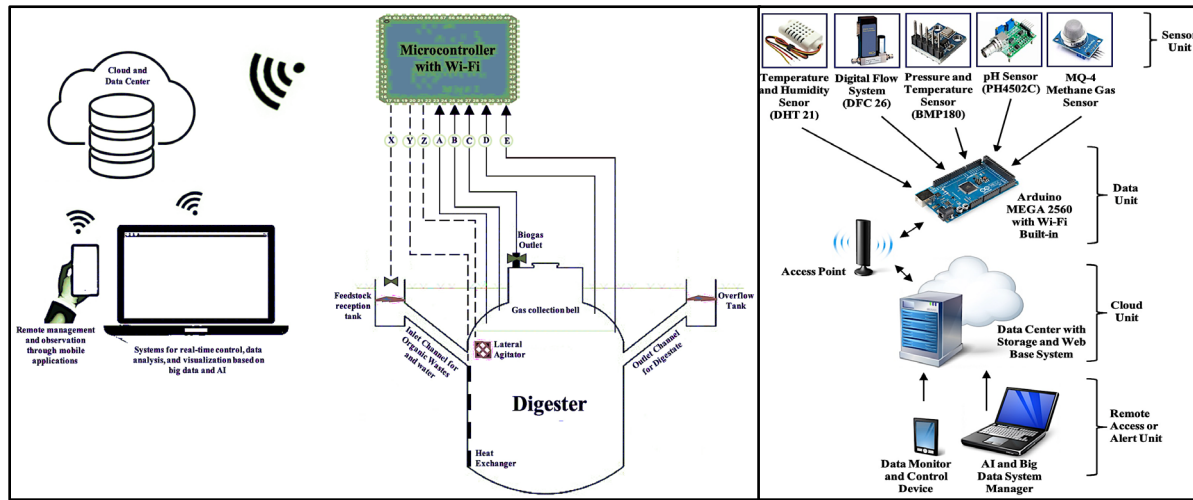 Cloud and
Data Center
Remote management
and observation
through mobile
applications
Systems for real-time control, data
analysis, and visualization based on
big data and AI
Microcontroller
with Wi-Fi
X
Y
Z
A
B
C
D
E
Biogas
Outlet
Feedstock
reception
tank
Gas collection bell
Overflow
Tank
Inlet Channel for
Organic Wastes
and water
Lateral
Agitator
Outlet Channel
for Digestate
Digester
Heat
Exchanger
Sensor
Unit
Temperature
and Humidity
Senor
(DHT 21)
Digital Flow
System
(DFC 26)
Pressure and
Temperature
Sensor
(BMP180)
pH Sensor
(PH4502C)
MQ-4
Methane Gas
Sensor
Arduino
MEGA 2560
with Wi-Fi
Built-in
Data
Unit
Access Point
Cloud
Unit
Data Center with
Storage and Web
Base System
Remote
Access or
Alert Unit
Data Monitor
and Control
Device
AI and Big
Data System
Manager